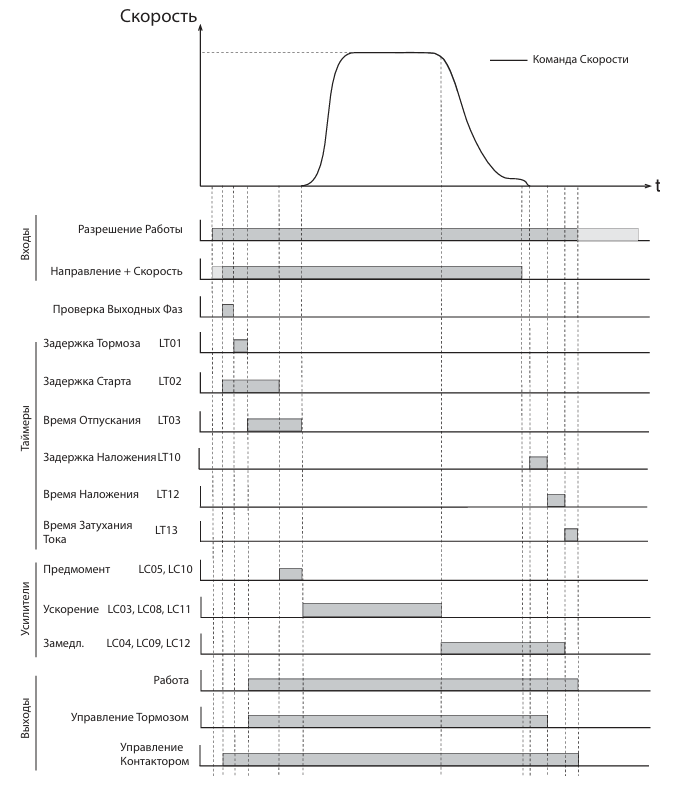 Скорость
Команда Скорости
t
Входы
Разрешение Работы
Направление + Скорость
Проверка Выходных Фаз
Таймеры
Задержка Тормоза LT01
Задержка Старта LT02
Время Отпускания LT03
Задержка Наложения LT10
Время Наложения LT12
Время Затухания LT13
Тока
Усилители
Предмомент LC05, LC10
Ускорение LC03, LC08, LC11
Замедл. LC04, LC09, LC12
Выходы
Работа
Управление Тормозом
Управление
Контактором